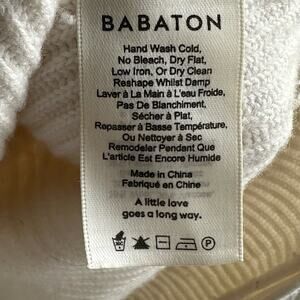 BABATON
Hand Wash Cold,
No Bleach, Dry Flat,
Low Iron, Or Dry Clean
Reshape Whilst Damp
Laver à La Main à L'eau Froide,
Pas De Blanchiment,
Sécher à Plat,
Repasser à Basse Température,
Ou Nettoyer à Sec
Remodeler Pendant Que
L'article Est Encore Humide
Made in China
Fabriqué en Chine
A little love
goes a long way.
P